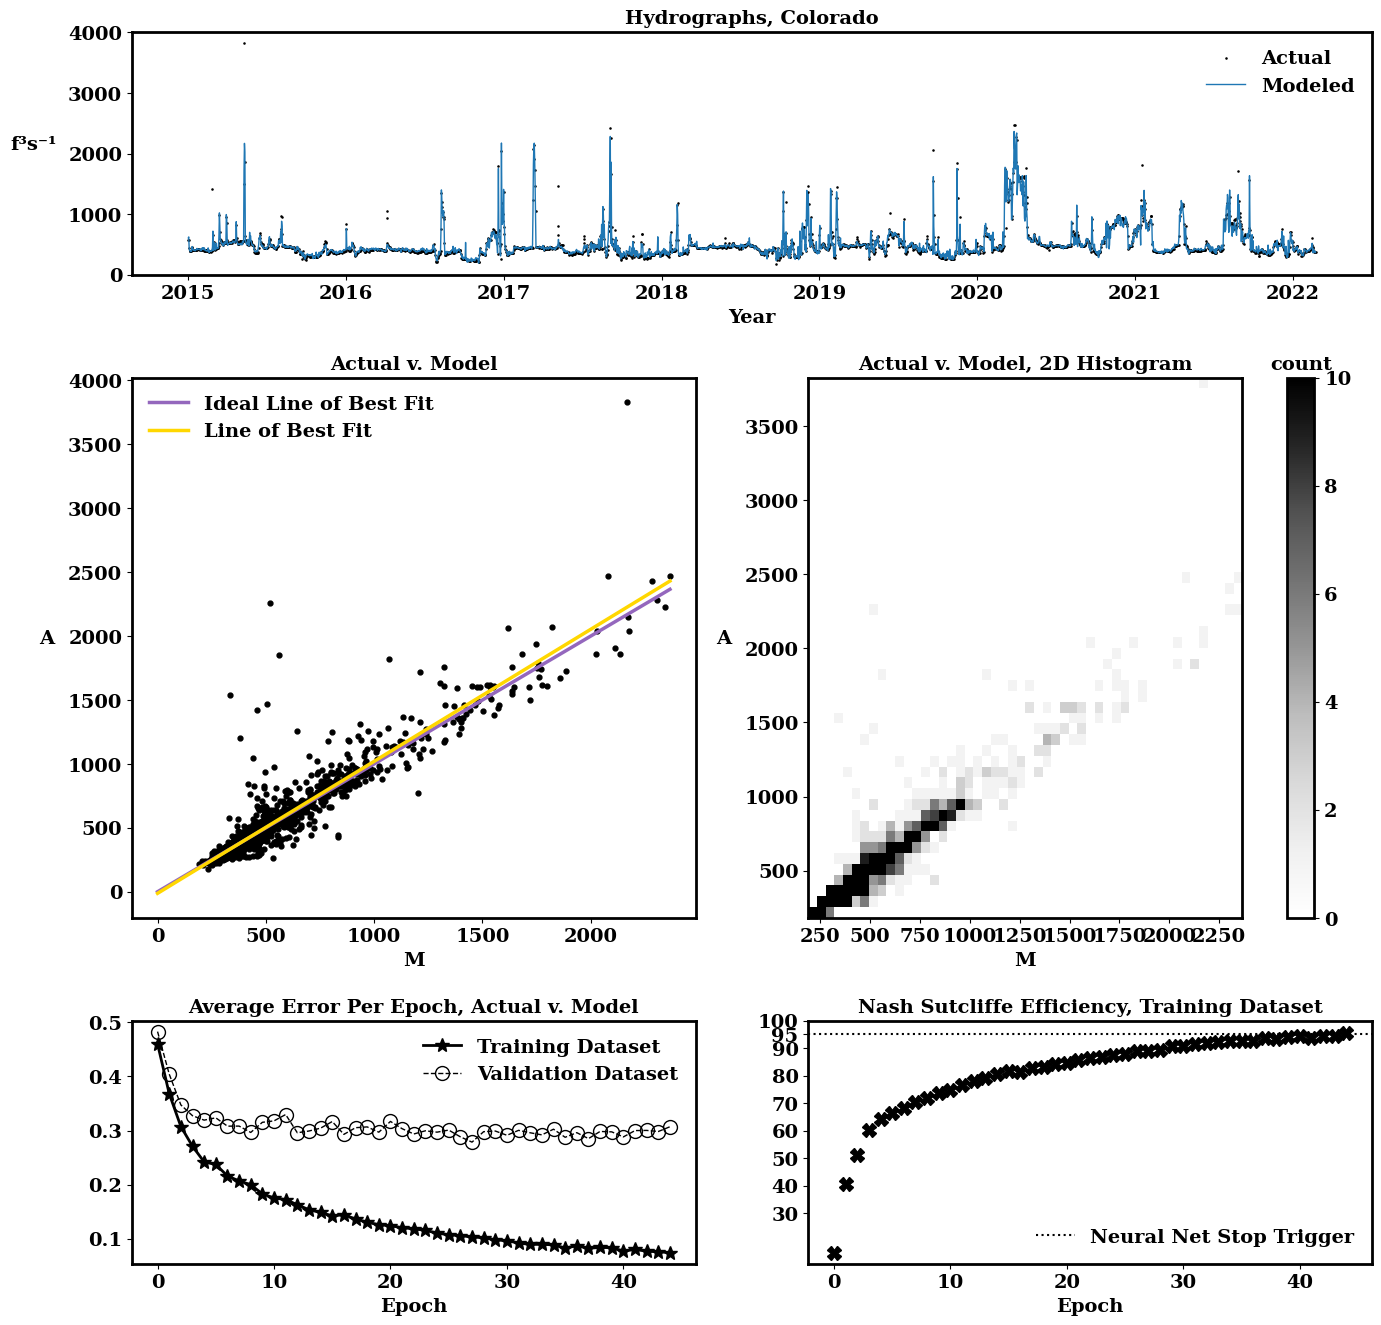 Hydrographs, Colorado
4000
3000
2000
1000
0
f³s⁻¹
Actual
Modeled
2015 2016 2017 2018 2019 2020 2021 2022
Year
Actual v. Model
4000
3500
3000
2500
2000
1500
1000
500
0
A
Ideal Line of Best Fit
Line of Best Fit
0 500 1000 1500 2000
M
Actual v. Model, 2D Histogram
3500
3000
2500
2000
1500
1000
500
A
250 500 750 1000 1250 1500 1750 2000 2250
M
count
10
8
6
4
2
0
Average Error Per Epoch, Actual v. Model
0.5
0.4
0.3
0.2
0.1
Training Dataset
Validation Dataset
0 10 20 30 40
Epoch
Nash Sutcliffe Efficiency, Training Dataset
100
95
90
80
70
60
50
40
30
Neural Net Stop Trigger
0 10 20 30 40
Epoch